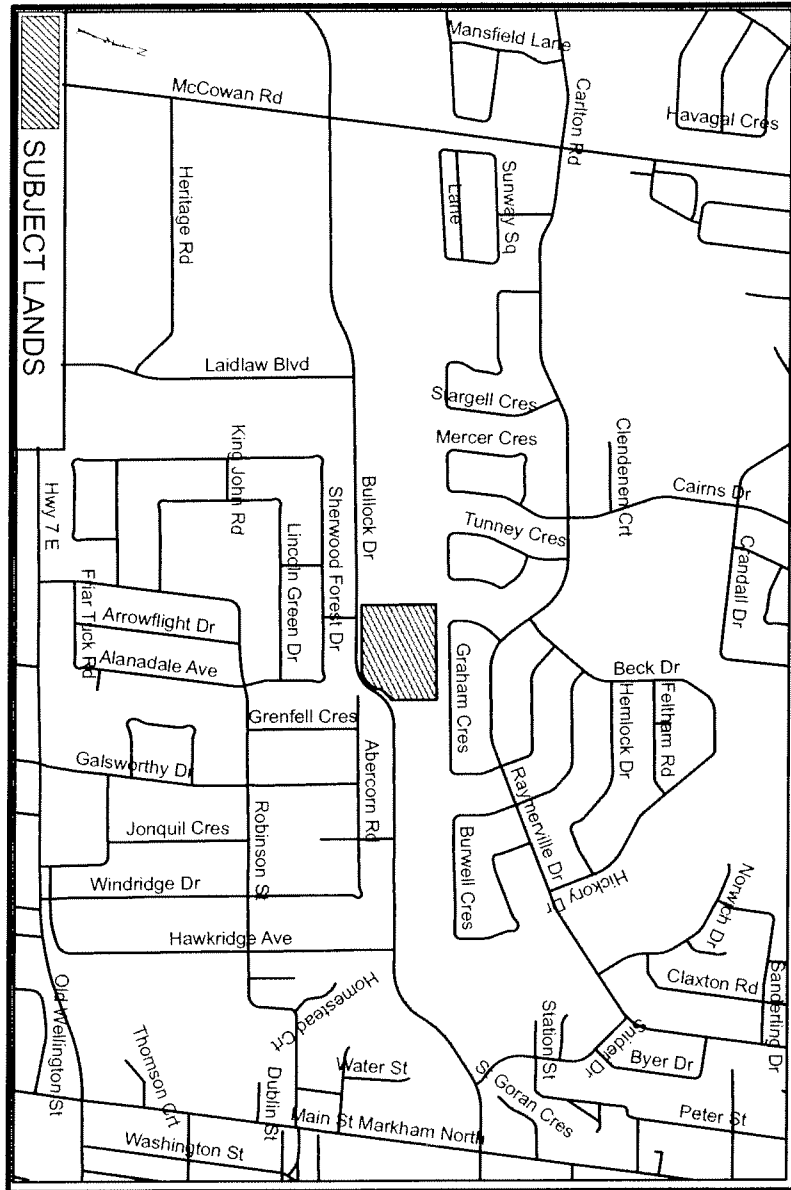 Mansfield Lane
Carlton Rd
Havagal Cres
N
McCowan Rd
SUBJECT LANDS
Heritage Rd
Sunway Sq
Lane
Laidlaw Blvd
Stargell Cres
Mercer Cres
Clendenen Crt
Cairns Dr
Crandall Dr
King John Rd
Bullock Dr
Sherwood Forest Dr
Lincoln Green Dr
Tunney Cres
Hwy 7 E
Friar Tuck Rd
Arrowflight Dr
Alanadale Ave
Graham Cres
Beck Dr
Feltham Rd
Hemlock Dr
Grenfell Cres
Abercorn Rd
Galsworthy Dr
Raymerville Dr
Robinson St
Jonquil Cres
Burwell Cres
Windridge Dr
Hickory Dr
Norwich Dr
Hawkridge Ave
Claxton Rd
Sanderling Dr
Old Wellington St
Homestead Crt
Station St
Snider Dr
Byer Dr
Thomson Crt
Dublin St
Water St
St Goran Cres
Peter St
Main St Markham North
Washington St